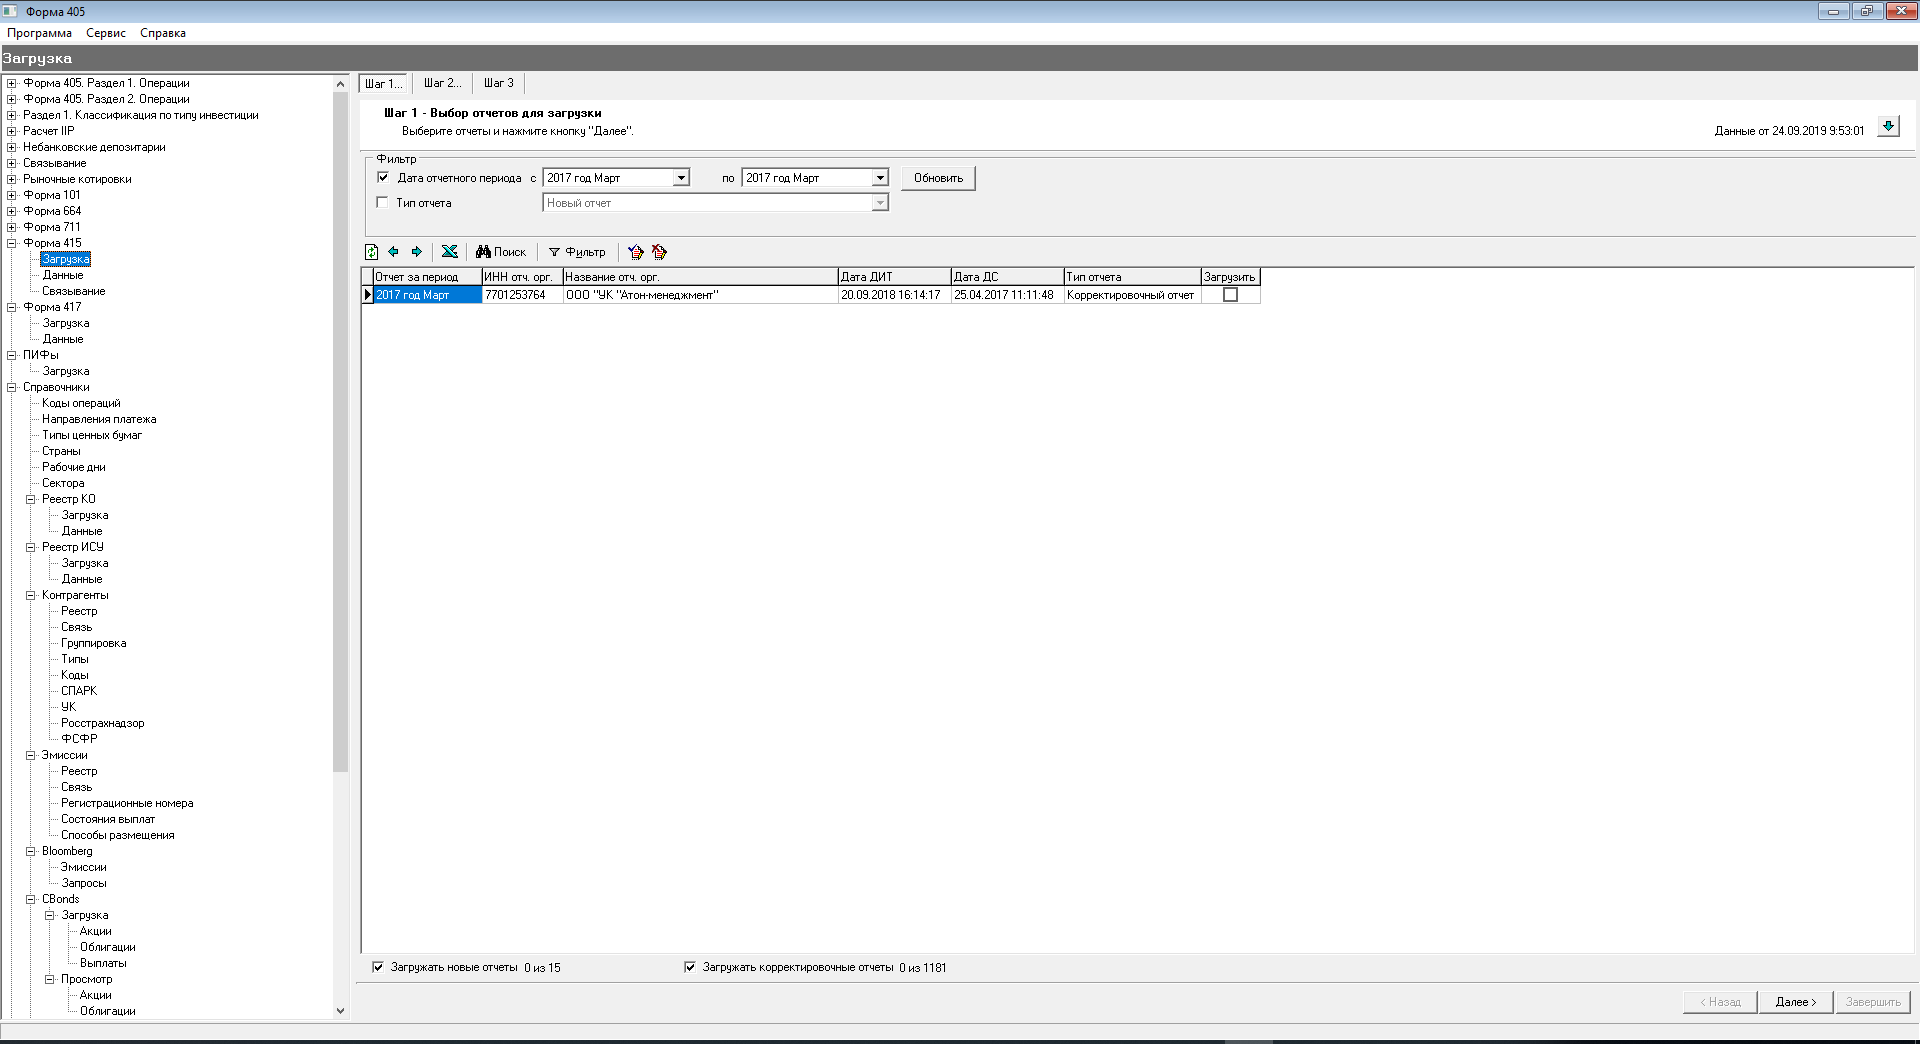 Форма 405
Программа Сервис Справка
Загрузка
Форма 405. Раздел 1. Операции
Форма 405. Раздел 2. Операции
Раздел 1. Классификация по типу инвестиции
Расчет IIP
Небанковские депозитарии
Связывание
Рыночные котировки
Форма 101
Форма 664
Форма 711
Форма 415
Загрузка
Данные
Связывание
Форма 417
Загрузка
Данные
ПИФы
Загрузка
Справочники
Коды операций
Направления платежа
Типы ценных бумаг
Страны
Рабочие дни
Сектора
Реестр КО
Загрузка
Данные
Реестр ИСУ
Загрузка
Данные
Контрагенты
Реестр
Связь
Группировка
Типы
Коды
СПАРК
УК
Росстрахнадзор
ФСФР
Эмиссии
Реестр
Связь
Регистрационные номера
Состояния выплат
Способы размещения
Bloomberg
Эмиссии
Запросы
CBonds
Загрузка
Акции
Облигации
Выплаты
Просмотр
Акции
Облигации
Шаг 1... Шаг 2... Шаг 3
Шаг 1 - Выбор отчетов для загрузки
Выберите отчеты и нажмите кнопку "Далее".
Данные от 24.09.2019 9:53:01
Фильтр
Дата отчетного периода с 2017 год Март по 2017 год Март Обновить
Тип отчета Новый отчет
Поиск Фильтр
Отчет за период ИНН отч. орг. Название отч. орг. Дата ДИТ Дата ДС Тип отчета Загрузить
2017 год Март 7701253764 ООО "УК "Атон-менеджмент" 20.09.2018 16:14:17 25.04.2017 11:11:48 Корректировочный отчет
Загружать новые отчеты 0 из 15 Загружать корректировочные отчеты 0 из 1181
< Назад Далее > Завершить